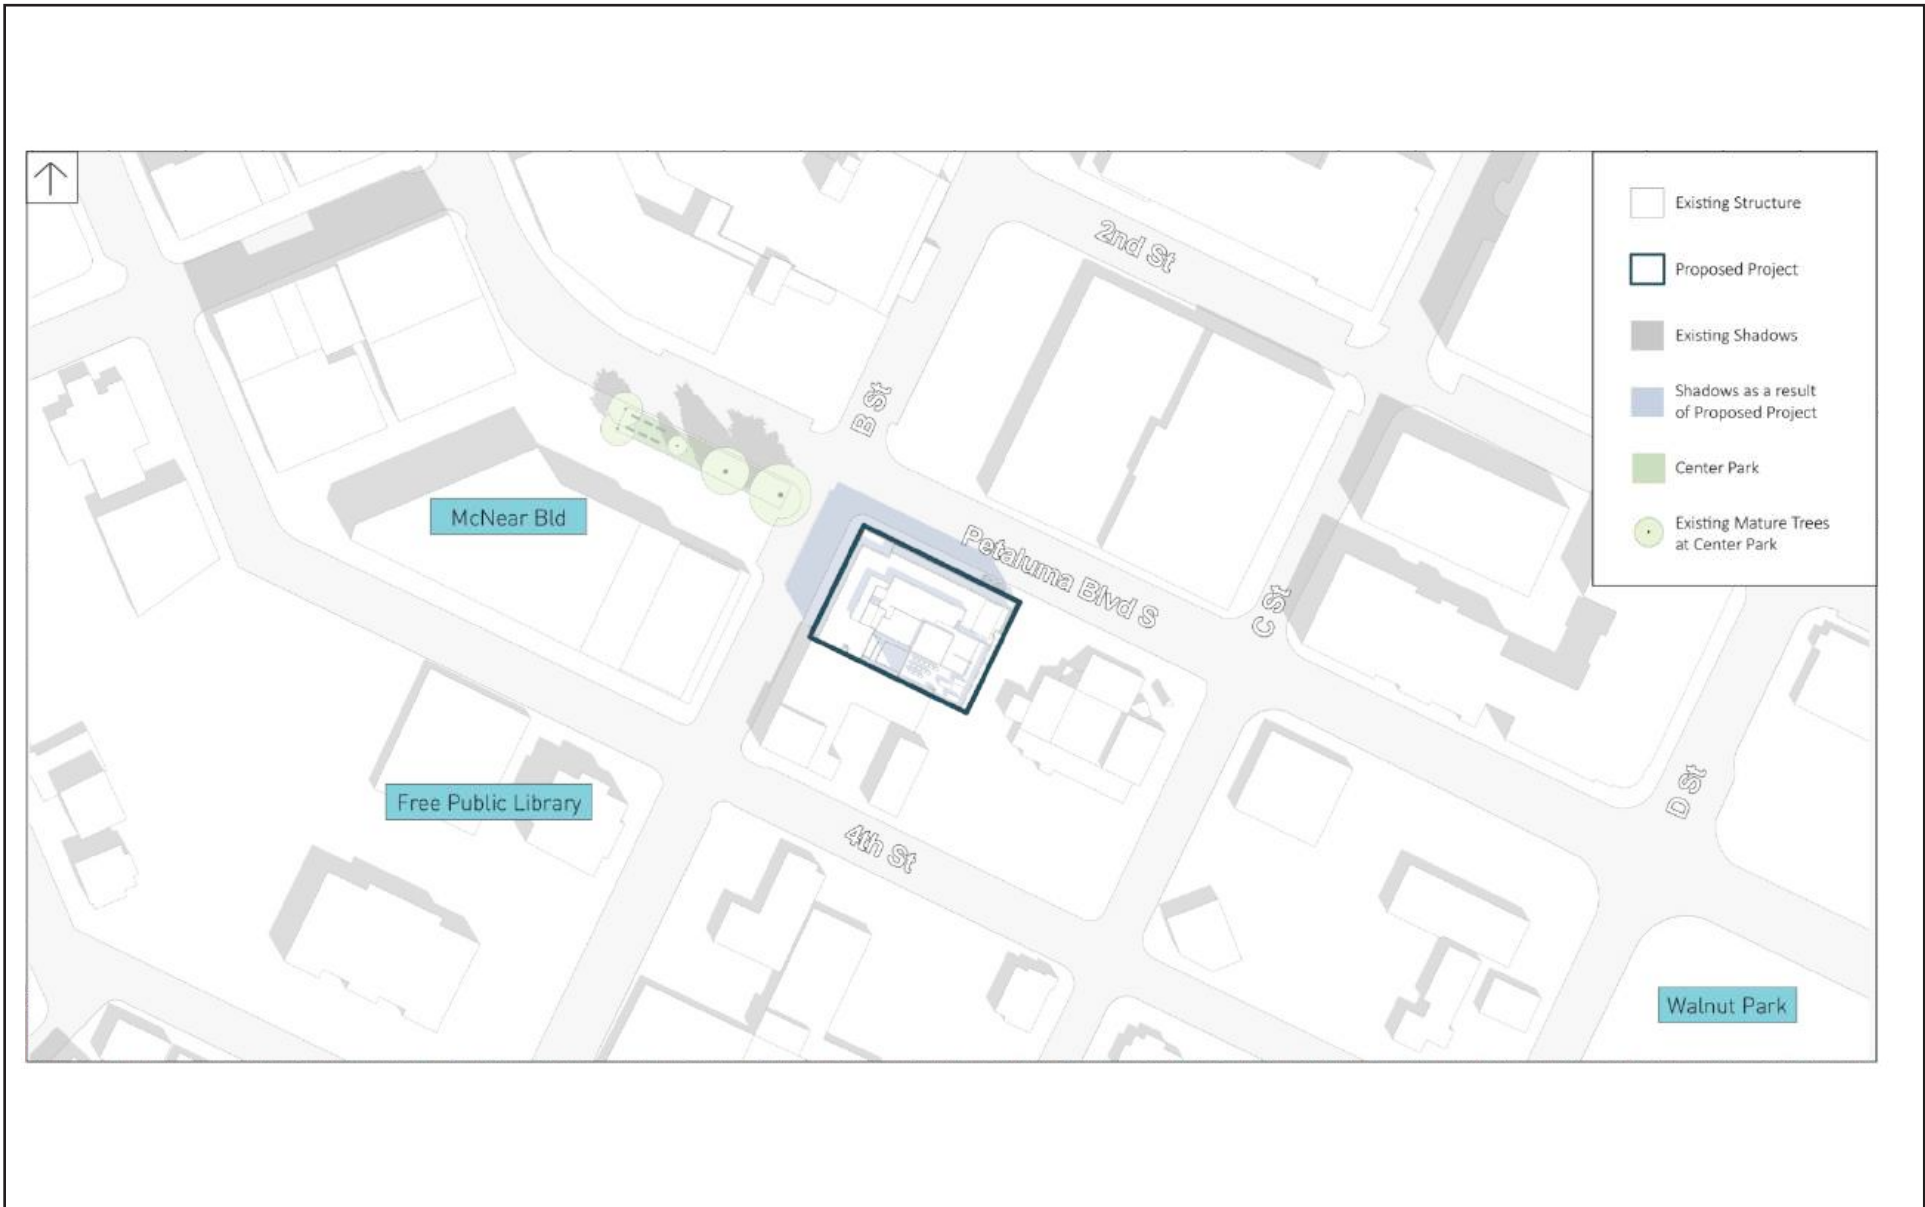 2nd St
B St
Petaluma Blvd S
C St
D St
4th St
McNear Bld
Free Public Library
Walnut Park
Existing Structure
Proposed Project
Existing Shadows
Shadows as a result
of Proposed Project
Center Park
Existing Mature Trees
at Center Park